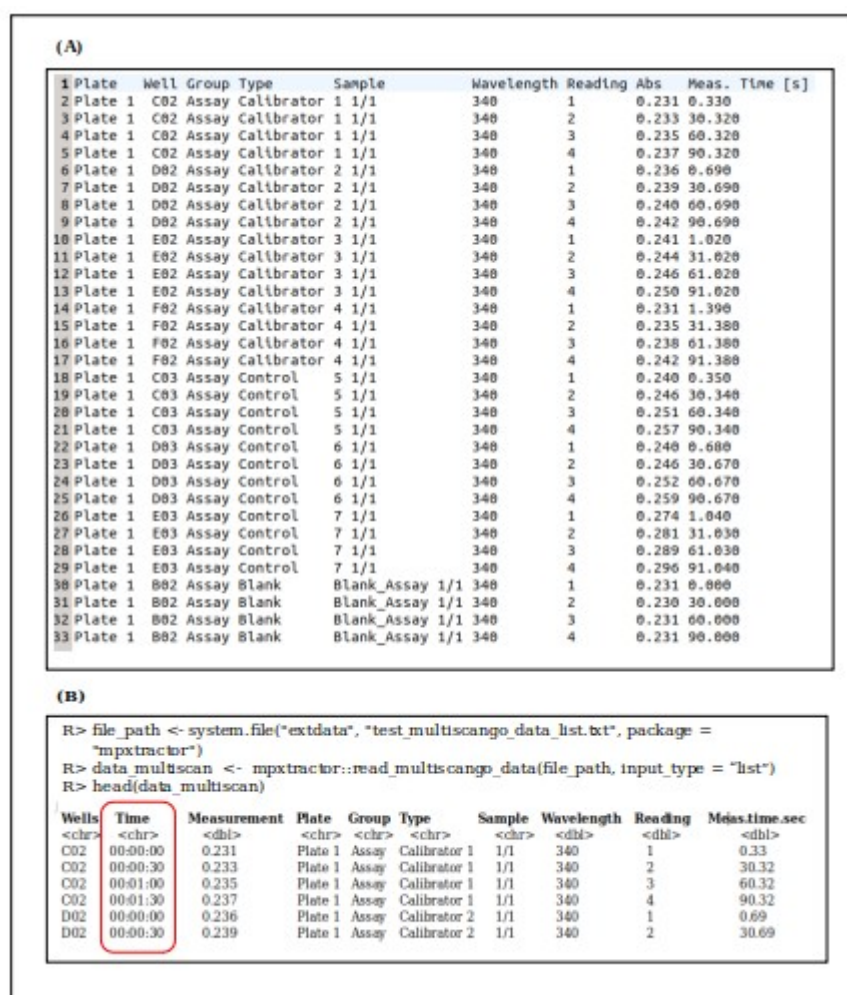 (A)
1 Plate Well Group Type Sample Wavelength Reading Abs Meas. Time [s]
2 Plate 1 C02 Assay Calibrator 1 1/1 340 1 0.231 0.330
3 Plate 1 C02 Assay Calibrator 1 1/1 340 2 0.233 30.320
4 Plate 1 C02 Assay Calibrator 1 1/1 340 3 0.235 60.320
5 Plate 1 C02 Assay Calibrator 1 1/1 340 4 0.237 90.320
6 Plate 1 D02 Assay Calibrator 2 1/1 340 1 0.236 0.690
7 Plate 1 D02 Assay Calibrator 2 1/1 340 2 0.239 30.690
8 Plate 1 D02 Assay Calibrator 2 1/1 340 3 0.240 60.690
9 Plate 1 D02 Assay Calibrator 2 1/1 340 4 0.242 90.690
10 Plate 1 E02 Assay Calibrator 3 1/1 340 1 0.241 1.020
11 Plate 1 E02 Assay Calibrator 3 1/1 340 2 0.244 31.020
12 Plate 1 E02 Assay Calibrator 3 1/1 340 3 0.246 61.020
13 Plate 1 E02 Assay Calibrator 3 1/1 340 4 0.250 91.020
14 Plate 1 F02 Assay Calibrator 4 1/1 340 1 0.231 1.390
15 Plate 1 F02 Assay Calibrator 4 1/1 340 2 0.235 31.380
16 Plate 1 F02 Assay Calibrator 4 1/1 340 3 0.238 61.380
17 Plate 1 F02 Assay Calibrator 4 1/1 340 4 0.242 91.380
18 Plate 1 C03 Assay Control 5 1/1 340 1 0.240 0.350
19 Plate 1 C03 Assay Control 5 1/1 340 2 0.246 30.340
20 Plate 1 C03 Assay Control 5 1/1 340 3 0.251 60.340
21 Plate 1 C03 Assay Control 5 1/1 340 4 0.257 90.340
22 Plate 1 D03 Assay Control 6 1/1 340 1 0.240 0.680
23 Plate 1 D03 Assay Control 6 1/1 340 2 0.246 30.670
24 Plate 1 D03 Assay Control 6 1/1 340 3 0.252 60.670
25 Plate 1 D03 Assay Control 6 1/1 340 4 0.259 90.670
26 Plate 1 E03 Assay Control 7 1/1 340 1 0.274 1.040
27 Plate 1 E03 Assay Control 7 1/1 340 2 0.281 31.030
28 Plate 1 E03 Assay Control 7 1/1 340 3 0.289 61.030
29 Plate 1 E03 Assay Control 7 1/1 340 4 0.296 91.040
30 Plate 1 B02 Assay Blank Blank_Assay 1/1 340 1 0.231 0.000
31 Plate 1 B02 Assay Blank Blank_Assay 1/1 340 2 0.230 30.000
32 Plate 1 B02 Assay Blank Blank_Assay 1/1 340 3 0.231 60.000
33 Plate 1 B02 Assay Blank Blank_Assay 1/1 340 4 0.231 90.000
(B)
R> file_path <- system.file("extdata", "test_multiscango_data_list.txt", package =
"mpxtractor")
R> data_multiscan <- mpxtractor::read_multiscango_data(file_path, input_type = “list”)
R> head(data_multiscan)
Wells Time Measurement Plate Group Type Sample Wavelength Reading Mejas.time.sec
<chr> <chr> <dbl> <chr> <chr> <chr> <chr> <dbl> <dbl> <dbl>
C02 00:00:00 0.231 Plate 1 Assay Calibrator 1 1/1 340 1 0.33
C02 00:00:30 0.233 Plate 1 Assay Calibrator 1 1/1 340 2 30.32
C02 00:01:00 0.235 Plate 1 Assay Calibrator 1 1/1 340 3 60.32
C02 00:01:30 0.237 Plate 1 Assay Calibrator 1 1/1 340 4 90.32
D02 00:00:00 0.236 Plate 1 Assay Calibrator 2 1/1 340 1 0.69
D02 00:00:30 0.239 Plate 1 Assay Calibrator 2 1/1 340 2 30.69